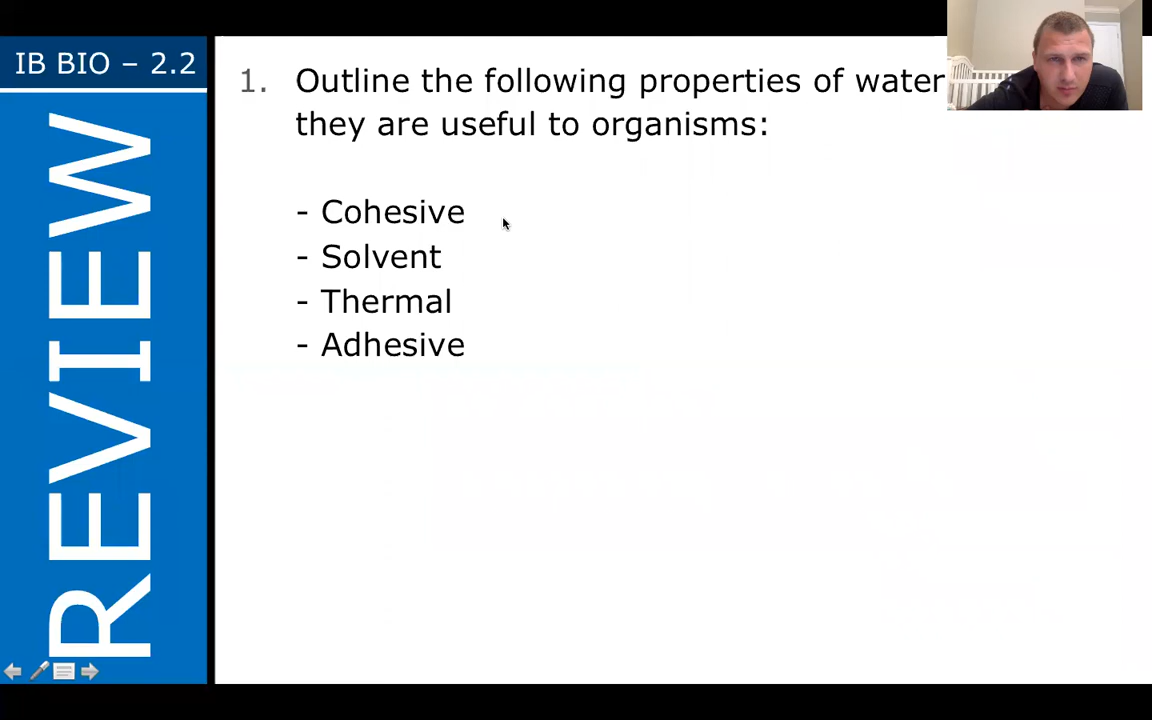 IB BIO – 2.2
REVIEW
1. Outline the following properties of water
they are useful to organisms:
- Cohesive
- Solvent
- Thermal
- Adhesive